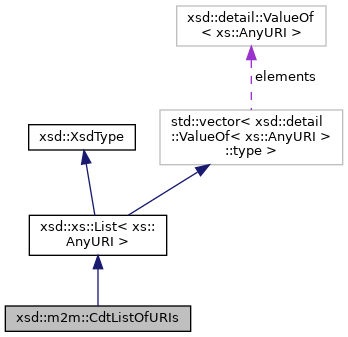 xsd::detail::ValueOf
< xs::AnyURI >
elements
xsd::XsdType
std::vector< xsd::detail
::ValueOf< xs::AnyURI >
::type >
xsd::xs::List< xs::
AnyURI >
xsd::m2m::CdtListOfURIs